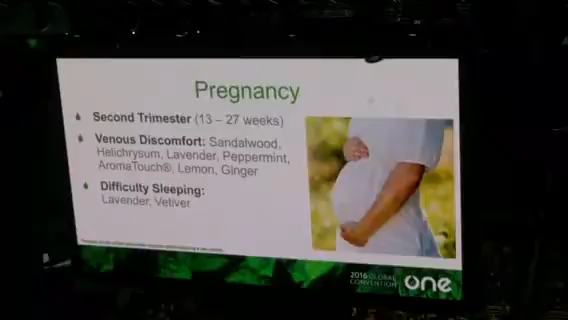 Pregnancy
Second Trimester (13 – 27 weeks)
Venous Discomfort: Sandalwood,
Helichrysum, Lavender, Peppermint,
AromaTouch®, Lemon, Ginger
Difficulty Sleeping:
Lavender, Vetiver
2016 GLOBAL
CONVENTION
one